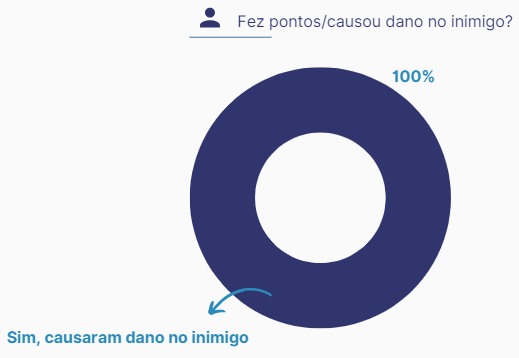 Fez pontos/causou dano no inimigo?
100%
Sim, causaram dano no inimigo